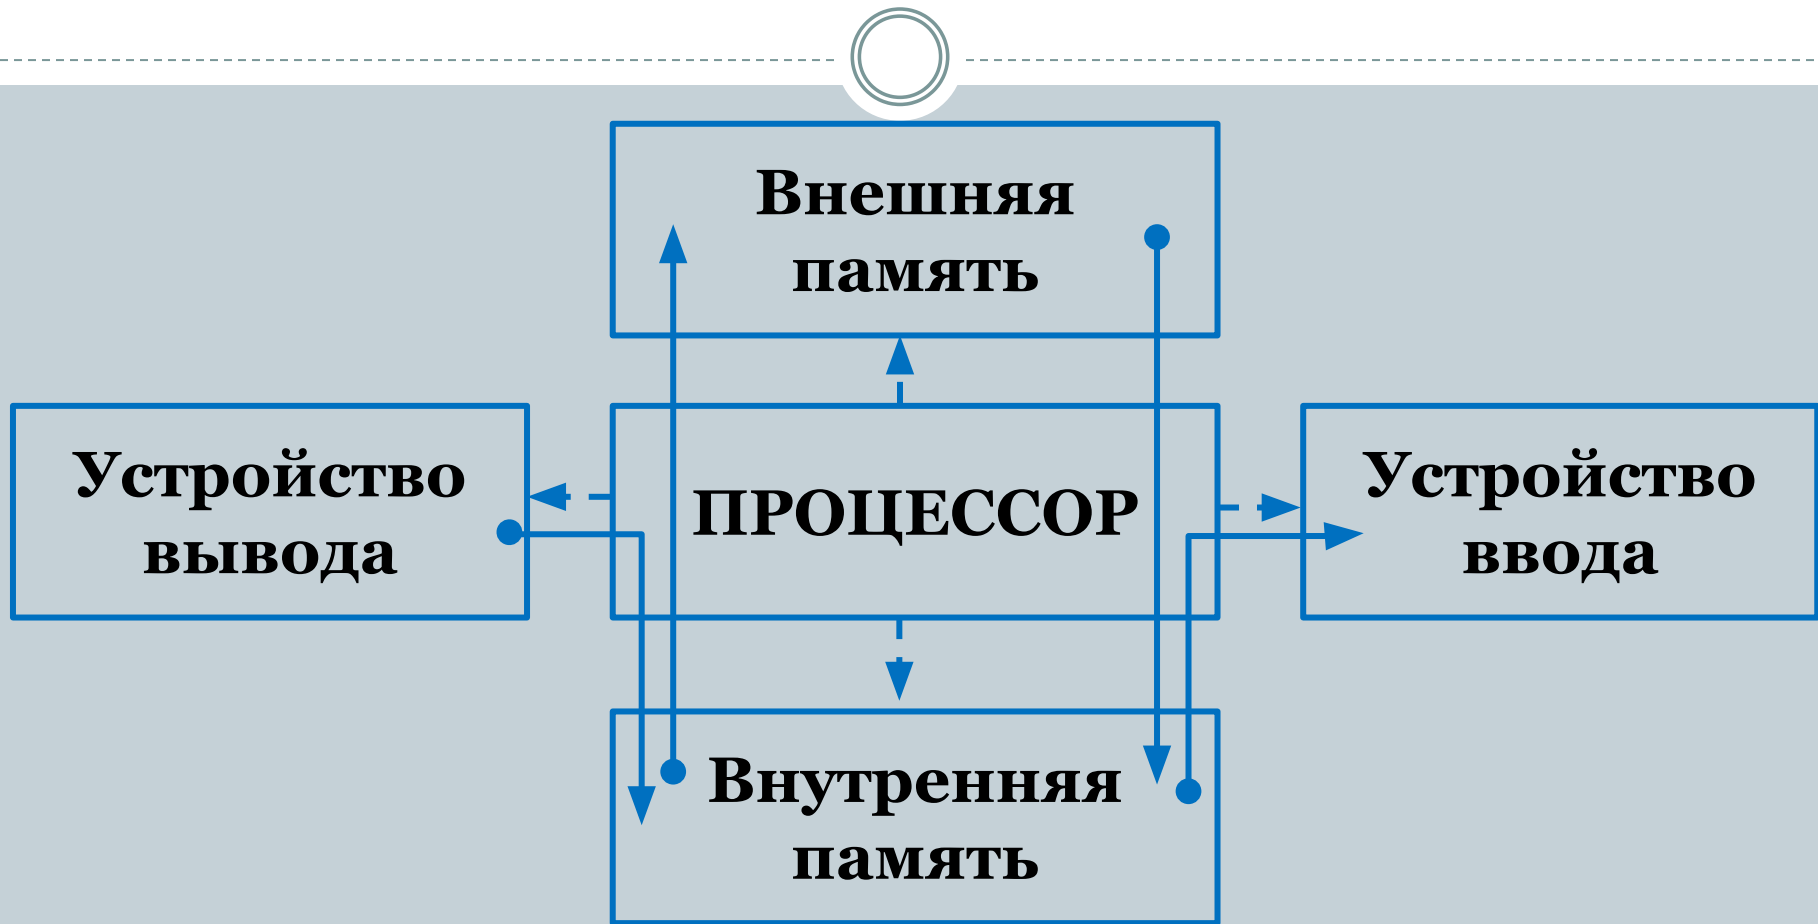 Внешняя
память
Устройство
вывода
ПРОЦЕССОР
Устройство
ввода
Внутренняя
память